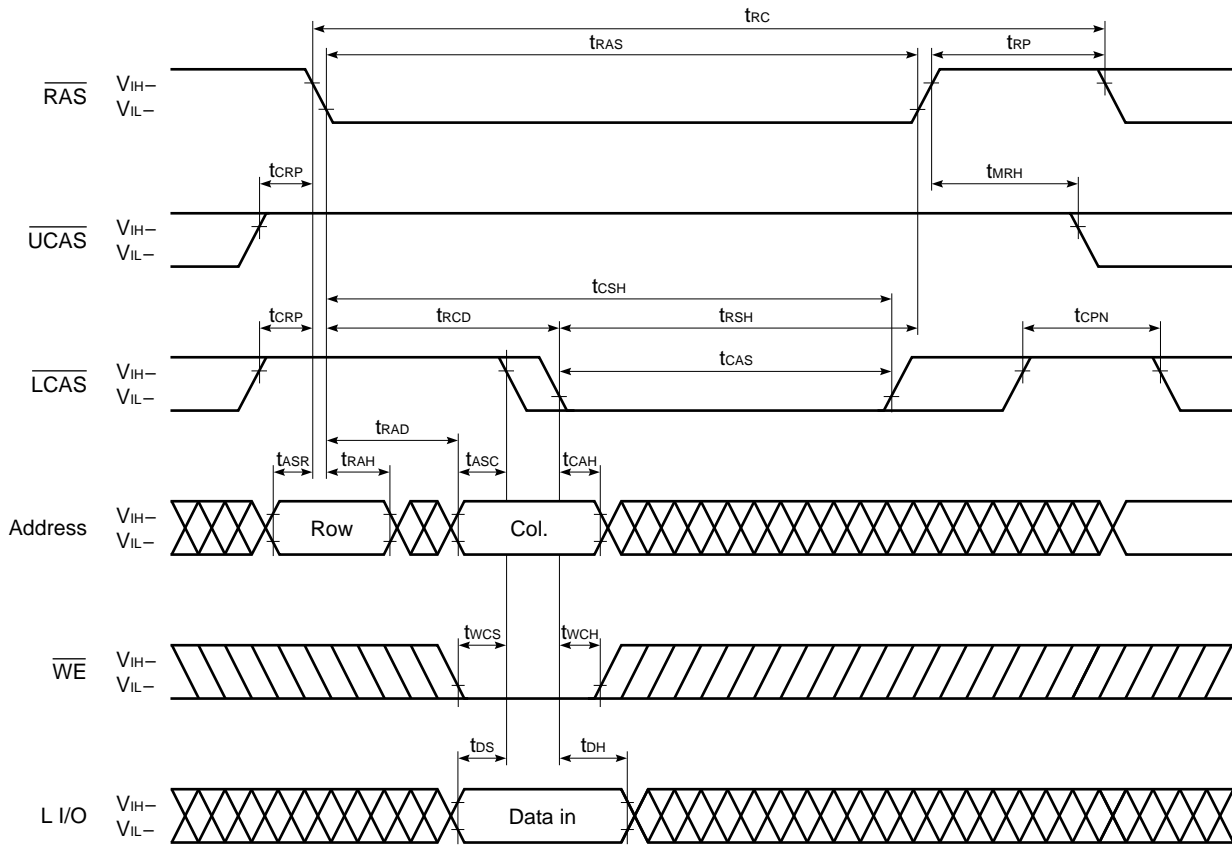 tRC
tRAS
tRP
RAS
VIH–
VIL–
tCRP
tMRH
UCAS
VIH–
VIL–
tCSH
tCRP
tRCD
tRSH
tCPN
LCAS
VIH–
VIL–
tCAS
tRAD
tASR
tRAH
tASC
tCAH
Address
VIH–
VIL–
Row
Col.
tWCS
tWCH
WE
VIH–
VIL–
tDS
tDH
L I/O
VIH–
VIL–
Data in